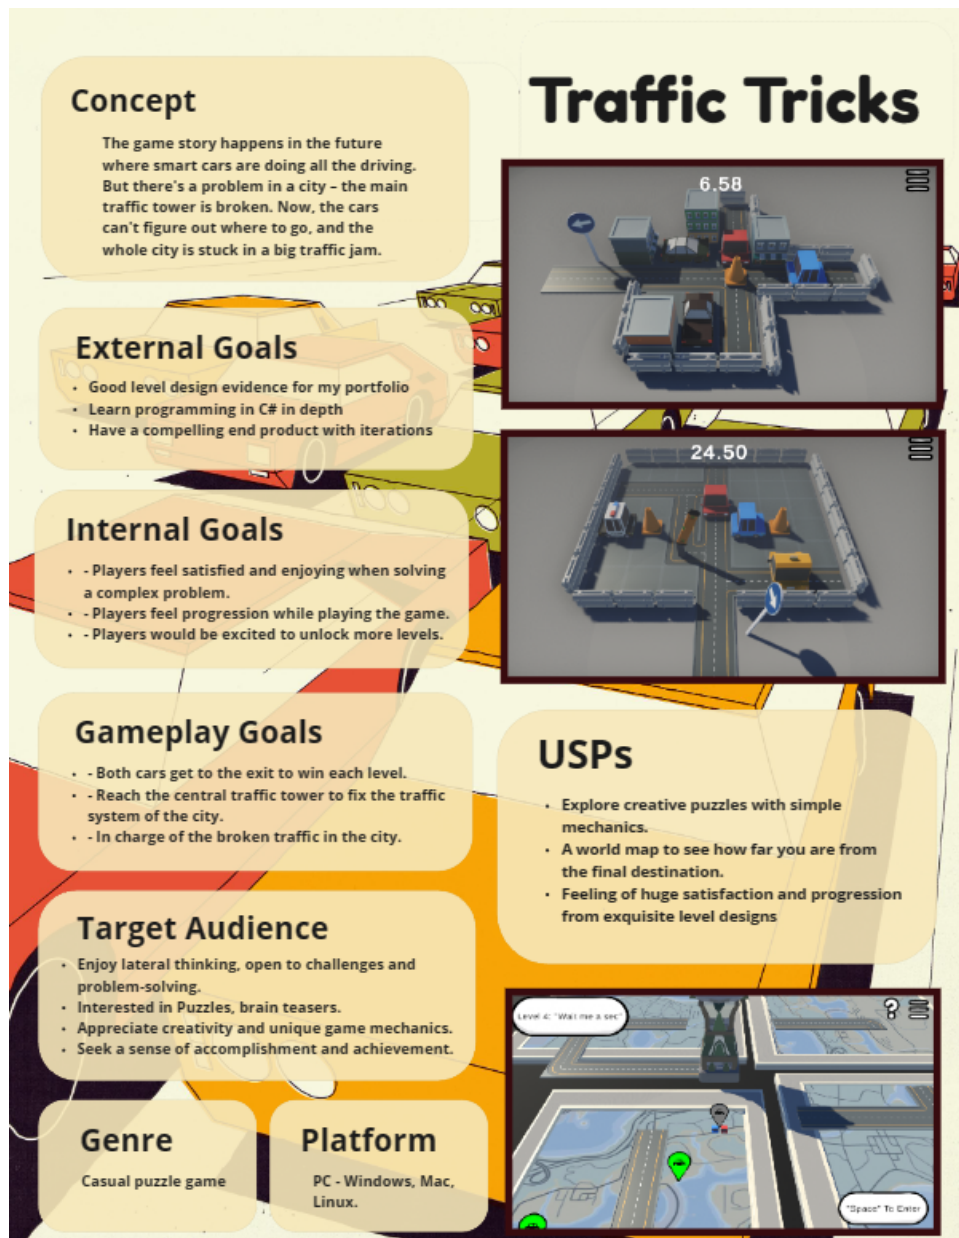 Traffic Tricks
Concept
The game story happens in the future
where smart cars are doing all the driving.
But there's a problem in a city – the main
traffic tower is broken. Now, the cars
can't figure out where to go, and the
whole city is stuck in a big traffic jam.
6.58
External Goals
• Good level design evidence for my portfolio
• Learn programming in C# in depth
• Have a compelling end product with iterations
24.50
Internal Goals
• - Players feel satisfied and enjoying when solving
a complex problem.
• - Players feel progression while playing the game.
• - Players would be excited to unlock more levels.
Gameplay Goals
• - Both cars get to the exit to win each level.
• - Reach the central traffic tower to fix the traffic
system of the city.
• - In charge of the broken traffic in the city.
USPs
• Explore creative puzzles with simple
mechanics.
• A world map to see how far you are from
the final destination.
• Feeling of huge satisfaction and progression
from exquisite level designs
Target Audience
• Enjoy lateral thinking, open to challenges and
problem-solving.
• Interested in Puzzles, brain teasers.
• Appreciate creativity and unique game mechanics.
• Seek a sense of accomplishment and achievement.
Level 4: "Wait me a sec"
?
"Space" To Enter
Genre
Casual puzzle game
Platform
PC - Windows, Mac,
Linux.